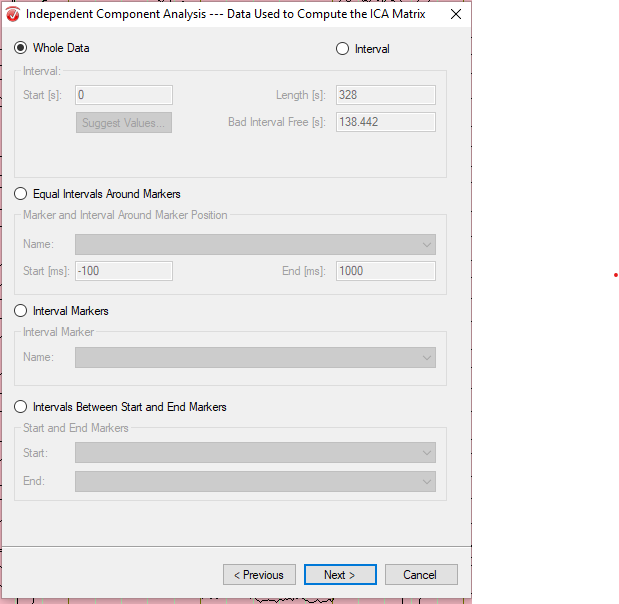 Independent Component Analysis --- Data Used to Compute the ICA Matrix
Whole Data
Interval
Interval:
Start [s]: 0
Length [s]: 328
Suggest Values...
Bad Interval Free [s]: 138.442
Equal Intervals Around Markers
Marker and Interval Around Marker Position
Name:
Start [ms]: -100
End [ms]: 1000
Interval Markers
Interval Marker
Name:
Intervals Between Start and End Markers
Start and End Markers
Start:
End:
< Previous
Next >
Cancel